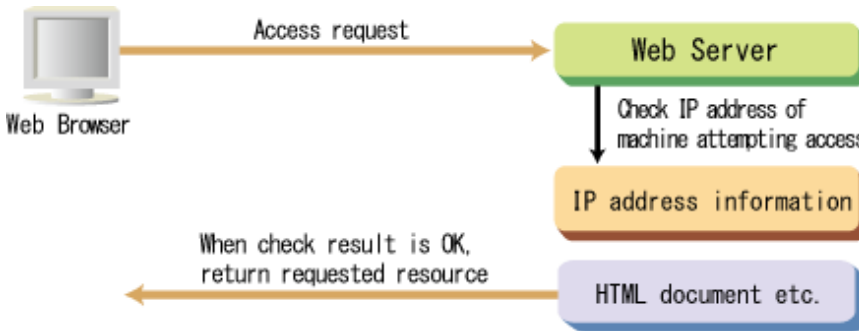 Access request
Web Server
Web Browser
Check IP address of
machine attempting access
IP address information
When check result is OK,
return requested resource
HTML document etc.